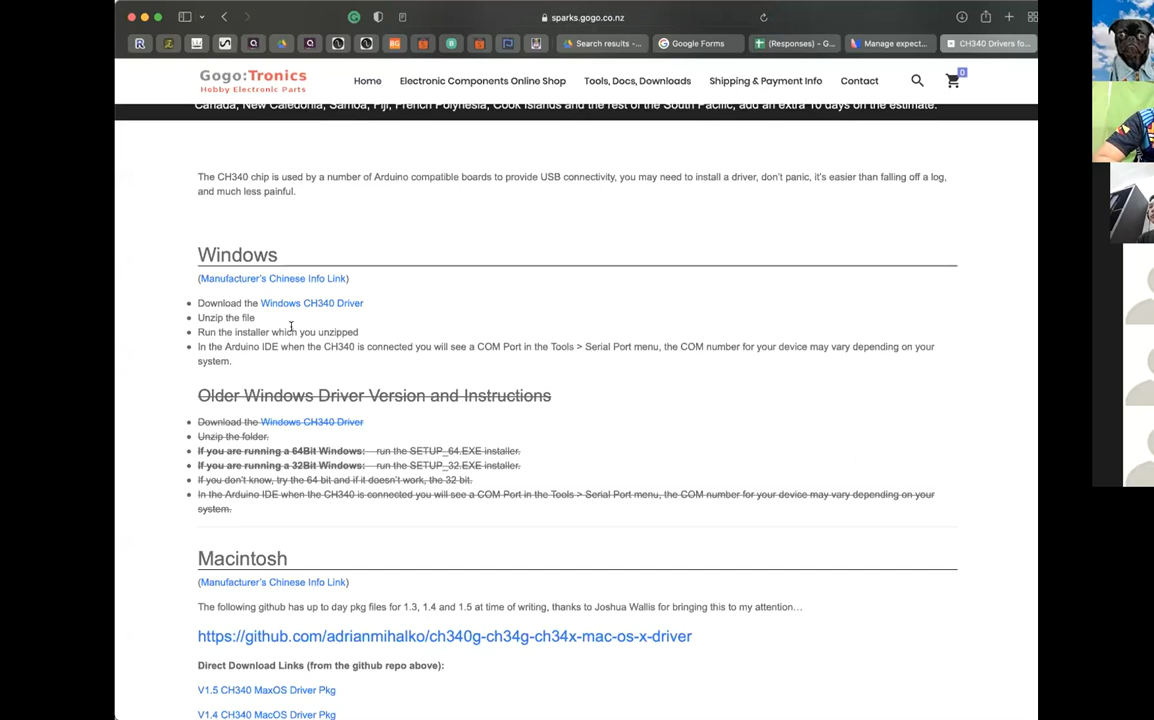 sparks.gogo.co.nz
Search results -...
Google Forms
(Responses) - G...
Manage expect...
CH340 Drivers fo...
Gogo:Tronics
Hobby Electronic Parts
Home
Electronic Components Online Shop
Tools, Docs, Downloads
Shipping & Payment Info
Contact
0
Canada, New Caledonia, Samoa, Fiji, French Polynesia, Cook Islands and the rest of the South Pacific, add an extra 10 days on the estimate.
The CH340 chip is used by a number of Arduino compatible boards to provide USB connectivity, you may need to install a driver, don't panic, it's easier than falling off a log,
and much less painful.
Windows
(Manufacturer's Chinese Info Link)
Download the Windows CH340 Driver
Unzip the file
Run the installer which you unzipped
In the Arduino IDE when the CH340 is connected you will see a COM Port in the Tools > Serial Port menu, the COM number for your device may vary depending on your
system.
Older Windows Driver Version and Instructions
Download the Windows CH340 Driver
Unzip the folder.
If you are running a 64Bit Windows: run the SETUP_64.EXE installer.
If you are running a 32Bit Windows: run the SETUP_32.EXE installer.
If you don't know, try the 64 bit and if it doesn't work, the 32 bit.
In the Arduino IDE when the CH340 is connected you will see a COM Port in the Tools > Serial Port menu, the COM number for your device may vary depending on your
system.
Macintosh
(Manufacturer's Chinese Info Link)
The following github has up to day pkg files for 1.3, 1.4 and 1.5 at time of writing, thanks to Joshua Wallis for bringing this to my attention…
https://github.com/adrianmihalko/ch340g-ch34g-ch34x-mac-os-x-driver
Direct Download Links (from the github repo above):
V1.5 CH340 MaxOS Driver Pkg
V1.4 CH340 MacOS Driver Pkg